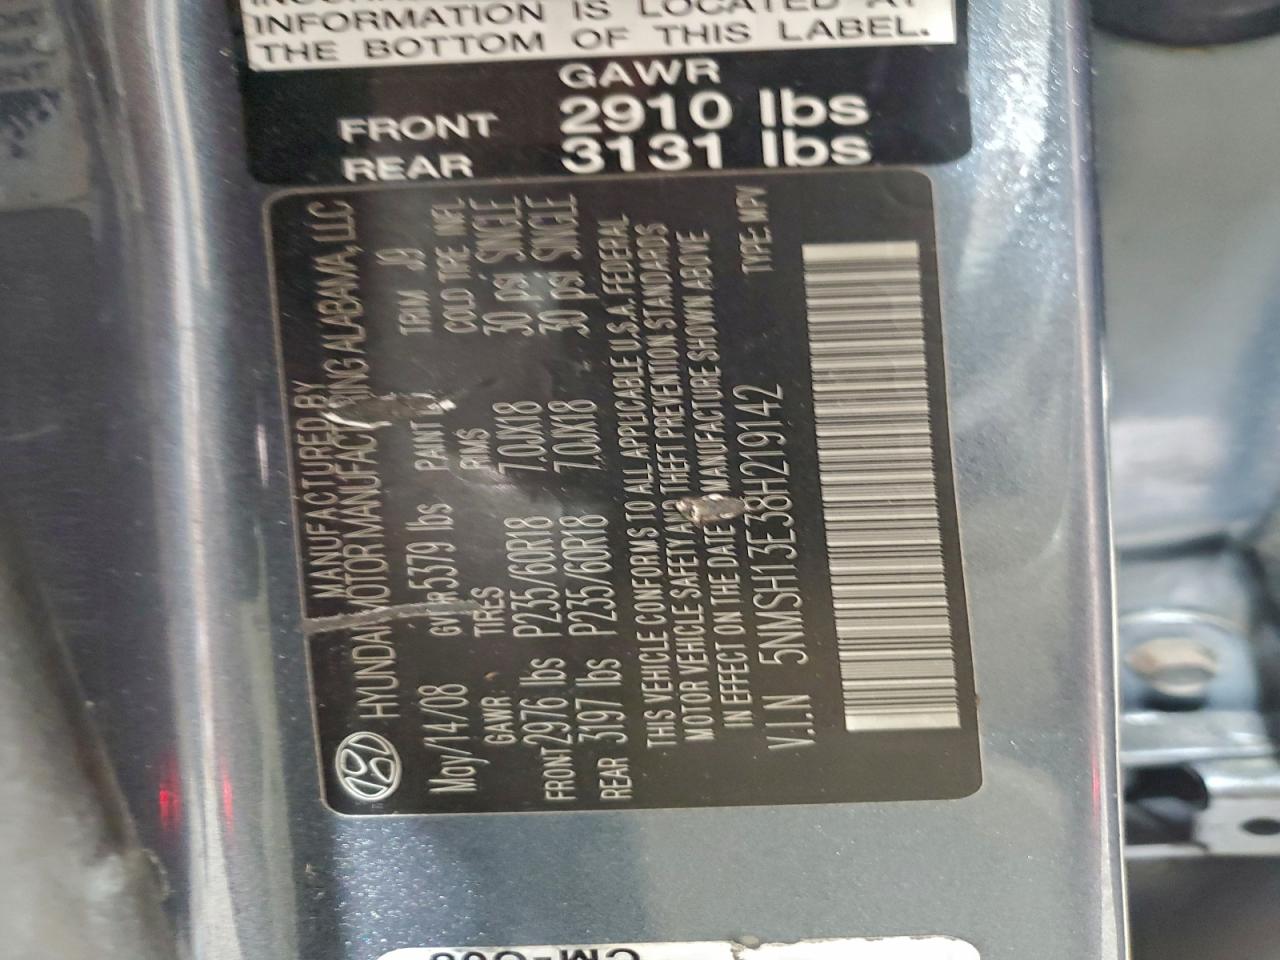 INFORMATION IS LOCATED AT
THE BOTTOM OF THIS LABEL.
GAWR
FRONT 2910 lbs
REAR 3131 lbs
MANUFACTURED BY
HYUNDAI MOTOR ALABAMA, LLC
May/14/08 5379 lbs PAINT TRIM J9
GAWR: TIRES RIMS COLD TIRE INFL
FRONT 2976 lbs P235/60R18 7.0JX18 30 psi SINGLE
REAR 3197 lbs P235/60R18 7.0JX18 30 psi SINGLE
THIS VEHICLE CONFORMS TO ALL APPLICABLE U.S.A. FEDERAL
MOTOR VEHICLE SAFETY AND THEFT PREVENTION STANDARDS
IN EFFECT ON THE DATE MANUFACTURE SHOWN ABOVE
V.I.N 5NMSH13E38H219142 TYPE: MPV